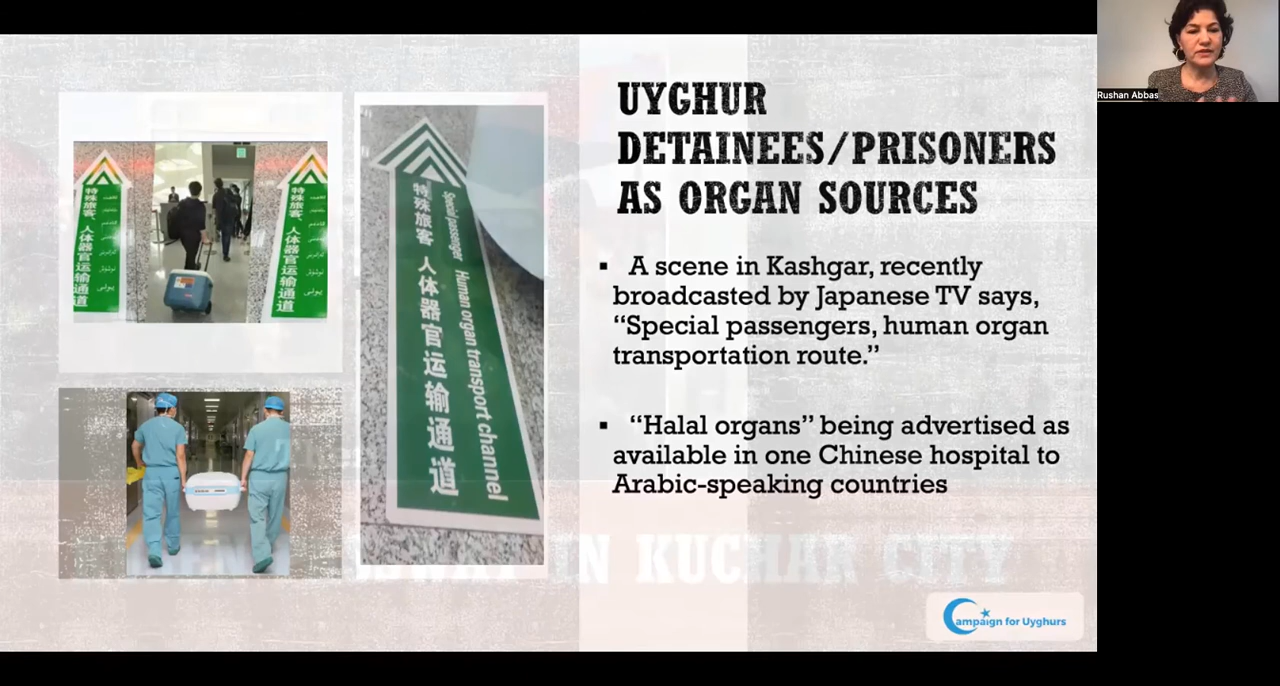 UYGHUR
DETAINEES/PRISONERS
AS ORGAN SOURCES
▪ A scene in Kashgar, recently
broadcasted by Japanese TV says,
“Special passengers, human organ
transportation route.”
▪ “Halal organs” being advertised as
available in one Chinese hospital to
Arabic-speaking countries
特殊旅客、人体器官运输通道
特殊旅客、人体器官运输通道
特殊旅客 人体器官运输通道
Special passenger Human organ transport channel
IN KUCHAR CITY
Campaign for Uyghurs
Rushan Abbas